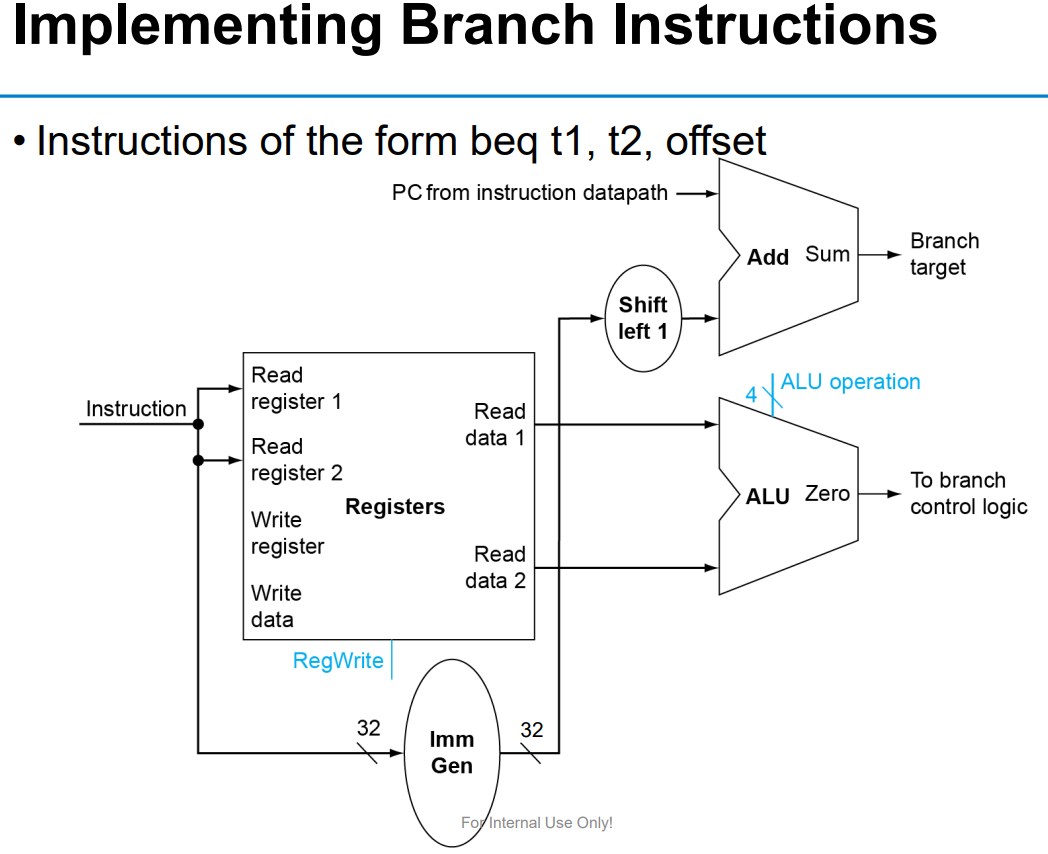 Implementing Branch Instructions
• Instructions of the form beq t1, t2, offset
PC from instruction datapath
Add Sum
Branch
target
Shift
left 1
4
ALU operation
Instruction
Read
register 1
Read
data 1
Read
register 2
Registers
Write
register
Read
data 2
Write
data
ALU Zero
To branch
control logic
RegWrite
32
Imm
Gen
32
For Internal Use Only!